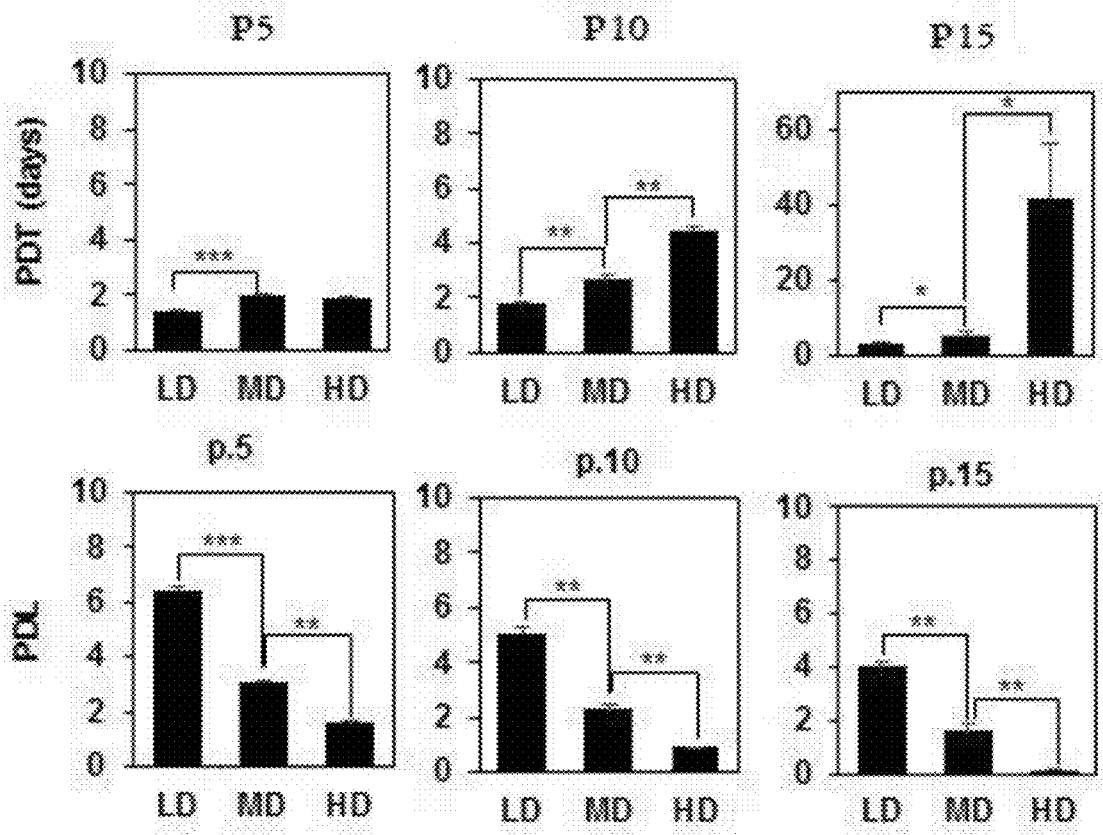 P5 P10 P15
PDT (days)
10 10
8 8 60
6 6 ** * 40
*** ** * 20
4 4
2 2
0 0 0
LD MD HD LD MD HD LD MD HD
p.5 p.10 p.15
PDL
10 10 10
8 *** 8 8
6 6 ** 6 **
4 ** 4 ** 4 **
2 2 2
0 0 0
LD MD HD LD MD HD LD MD HD